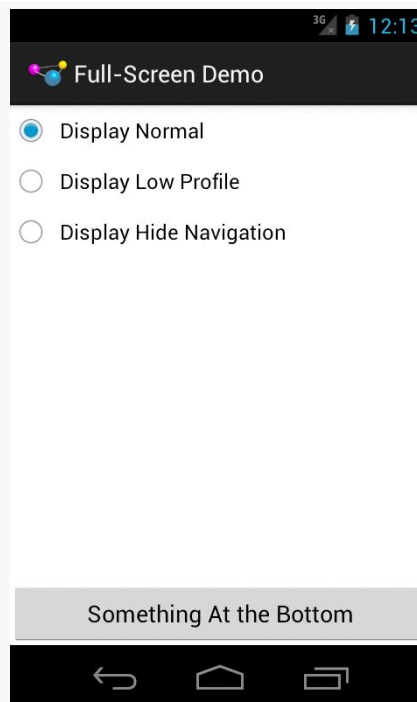 3G 12:13
Full-Screen Demo
Display Normal
Display Low Profile
Display Hide Navigation
Something At the Bottom